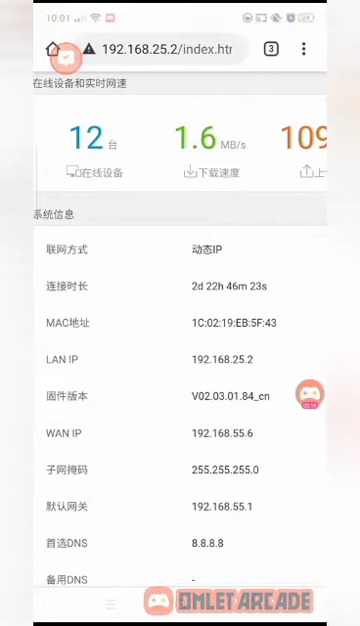 10:01
24
192.168.25.2/index.htr
3
在线设备和实时网速
12 台
1.6 MB/s
109
在线设备
下载速度
上
系统信息
联网方式 动态IP
连接时长 2d 22h 46m 23s
MAC地址 1C:02:19:EB:5F:43
LAN IP 192.168.25.2
固件版本 V02.03.01.84_cn
WAN IP 192.168.55.6
子网掩码 255.255.255.0
默认网关 192.168.55.1
首选DNS 8.8.8.8
备用DNS -
OMLET ARCADE